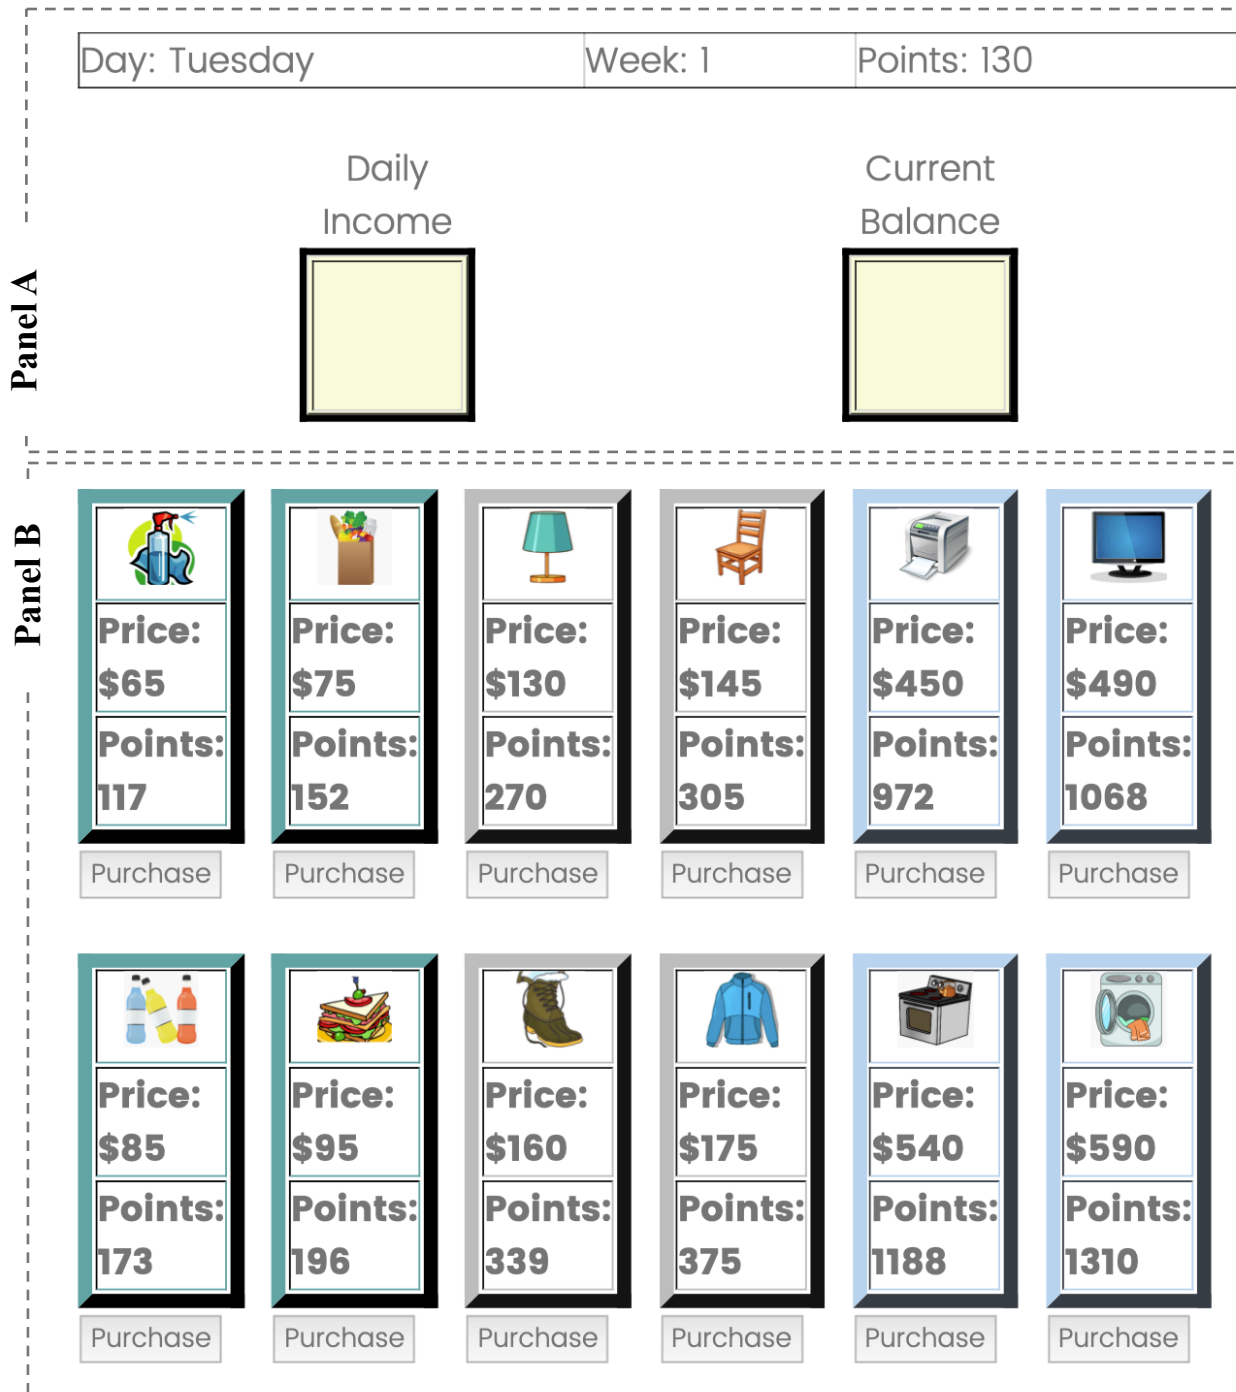 Day: Tuesday Week: 1 Points: 130
Daily
Income
Current
Balance
Panel A
Panel B
Price: Price: Price: Price: Price: Price:
$65 $75 $130 $145 $450 $490
Points: Points: Points: Points: Points: Points:
117 152 270 305 972 1068
Purchase Purchase Purchase Purchase Purchase Purchase
Price: Price: Price: Price: Price: Price:
$85 $95 $160 $175 $540 $590
Points: Points: Points: Points: Points: Points:
173 196 339 375 1188 1310
Purchase Purchase Purchase Purchase Purchase Purchase